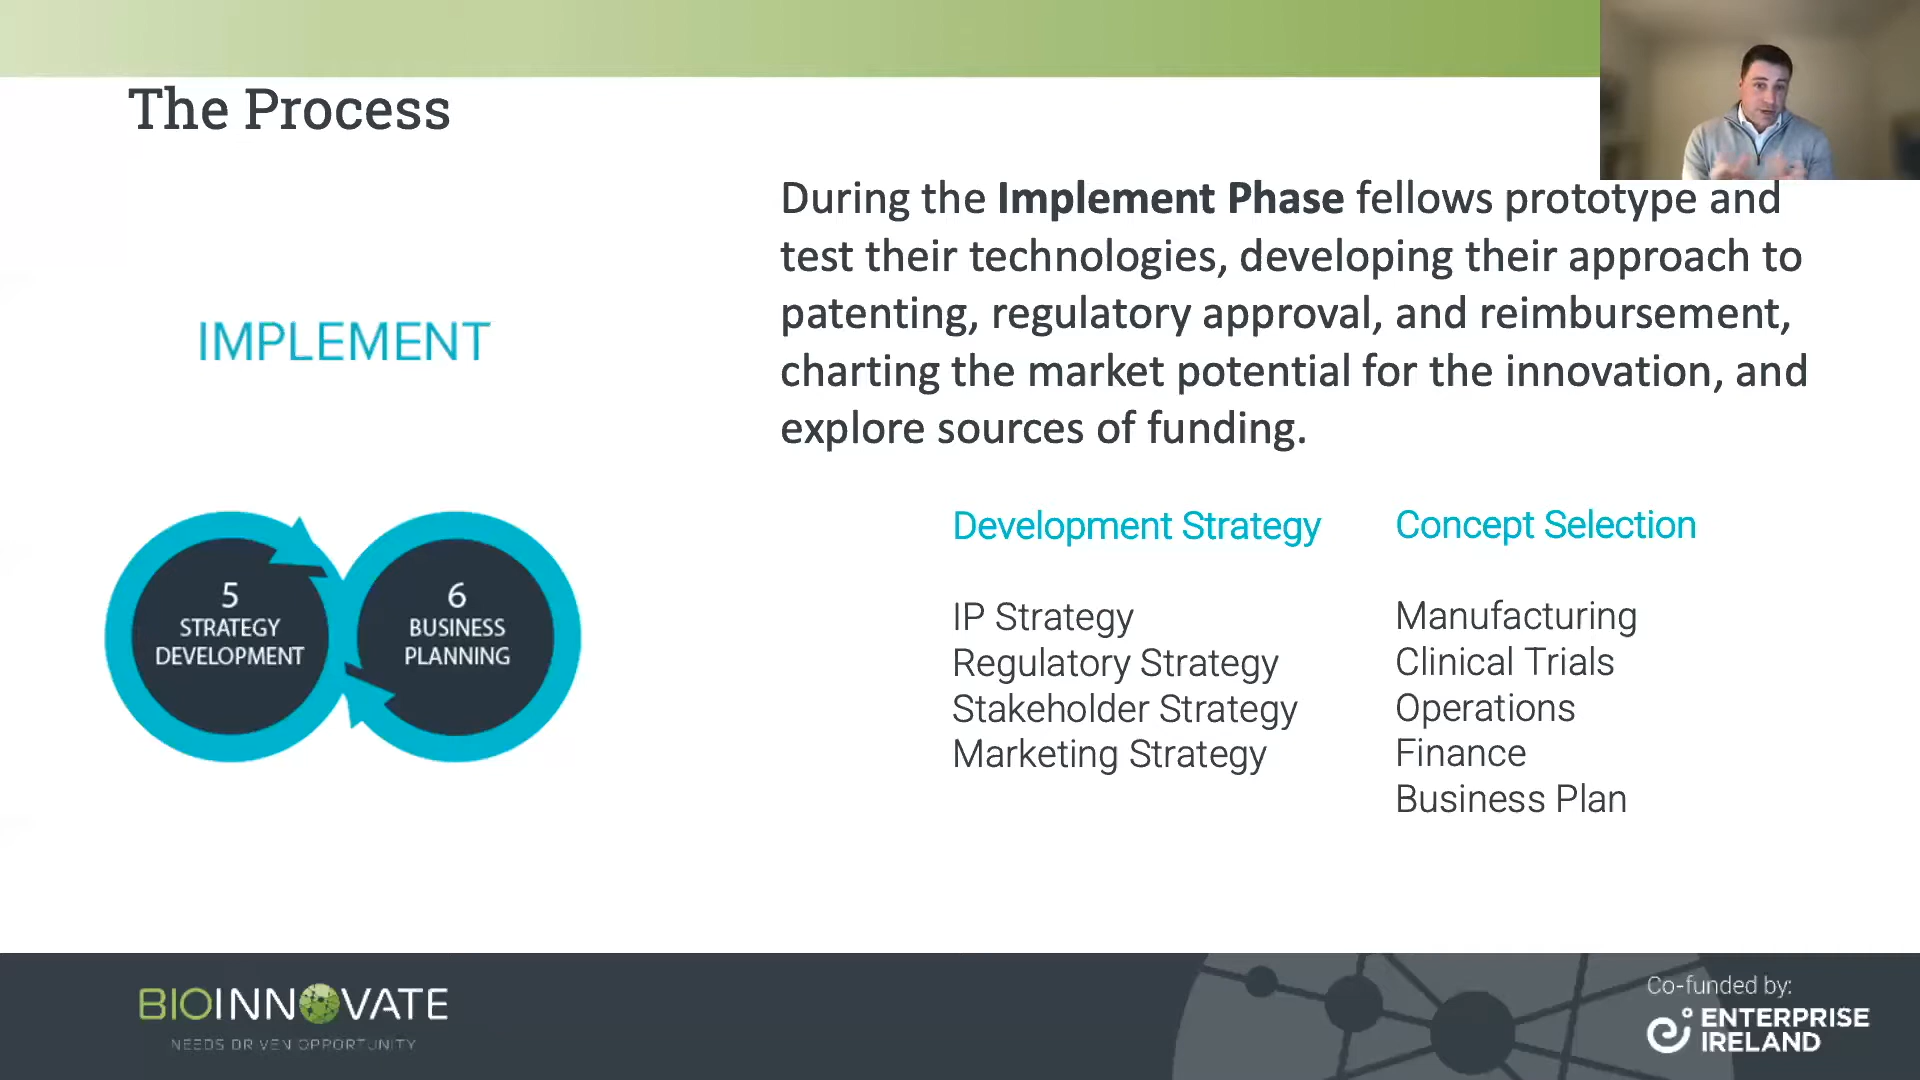 The Process
During the Implement Phase fellows prototype and
test their technologies, developing their approach to
patenting, regulatory approval, and reimbursement,
charting the market potential for the innovation, and
explore sources of funding.
IMPLEMENT
5
STRATEGY
DEVELOPMENT
6
BUSINESS
PLANNING
Development Strategy
IP Strategy
Regulatory Strategy
Stakeholder Strategy
Marketing Strategy
Concept Selection
Manufacturing
Clinical Trials
Operations
Finance
Business Plan
BIOINNOVATE
NEEDS DRIVEN OPPORTUNITY
Co-funded by:
ENTERPRISE
IRELAND